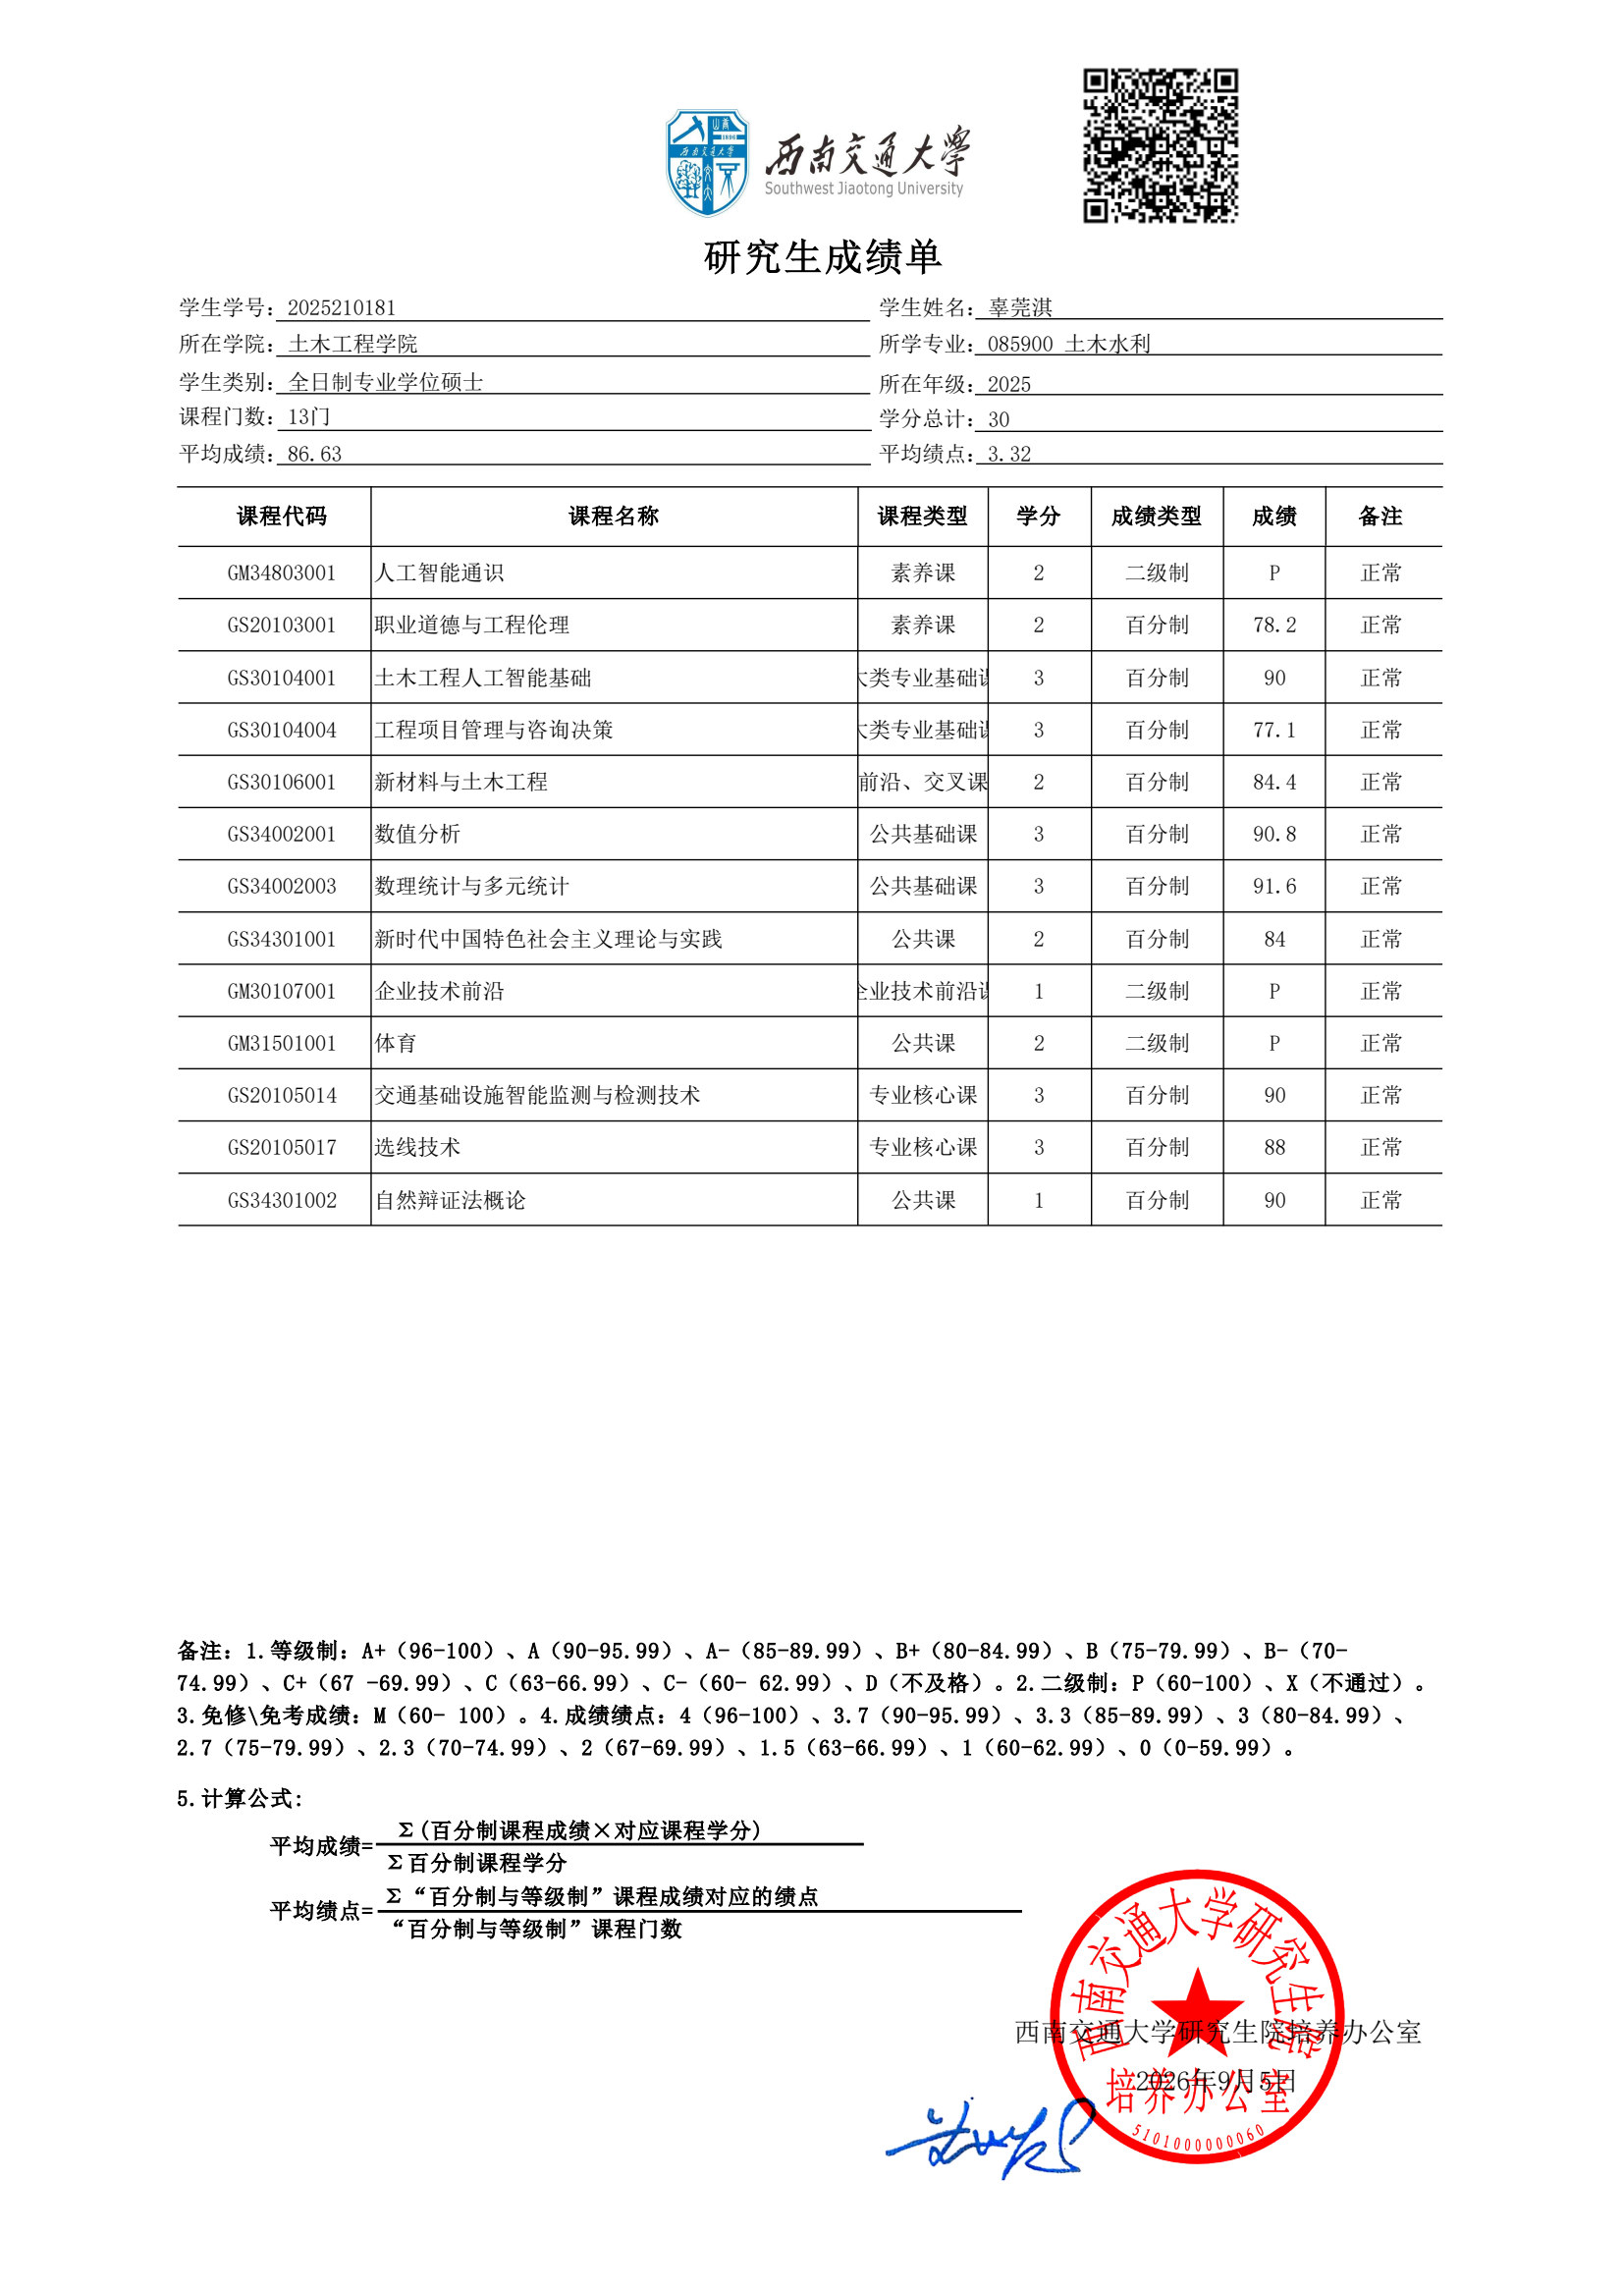 西南交通大学
Southwest Jiaotong University
研究生成绩单
学生学号: 2025210181 学生姓名: 辜莞淇
所在学院: 土木工程学院 所学专业: 085900 土木水利
学生类别: 全日制专业学位硕士 所在年级: 2025
课程门数: 13门 学分总计: 30
平均成绩: 86.63 平均绩点: 3.32
课程代码 课程名称 课程类型 学分 成绩类型 成绩 备注
GM34803001 人工智能通识 素养课 2 二级制 P 正常
GS20103001 职业道德与工程伦理 素养课 2 百分制 78.2 正常
GS30104001 土木工程人工智能基础 大类专业基础课 3 百分制 90 正常
GS30104004 工程项目管理与咨询决策 大类专业基础课 3 百分制 77.1 正常
GS30106001 新材料与土木工程 前沿、交叉课 2 百分制 84.4 正常
GS34002001 数值分析 公共基础课 3 百分制 90.8 正常
GS34002003 数理统计与多元统计 公共基础课 3 百分制 91.6 正常
GS34301001 新时代中国特色社会主义理论与实践 公共课 2 百分制 84 正常
GM30107001 企业技术前沿 企业技术前沿课 1 二级制 P 正常
GM31501001 体育 公共课 2 二级制 P 正常
GS20105014 交通基础设施智能监测与检测技术 专业核心课 3 百分制 90 正常
GS20105017 选线技术 专业核心课 3 百分制 88 正常
GS34301002 自然辩证法概论 公共课 1 百分制 90 正常
备注: 1.等级制: A+（96-100）、A（90-95.99）、A-（85-89.99）、B+（80-84.99）、B（75-79.99）、B-（70-
74.99）、C+（67 -69.99）、C（63-66.99）、C-（60- 62.99）、D（不及格）。2.二级制: P（60-100）、X（不通过）。
3.免修\免考成绩: M（60- 100）。4.成绩绩点: 4（96-100）、3.7（90-95.99）、3.3（85-89.99）、3（80-84.99）、
2.7（75-79.99）、2.3（70-74.99）、2（67-69.99）、1.5（63-66.99）、1（60-62.99）、0（0-59.99）。
5.计算公式:
平均成绩= Σ(百分制课程成绩×对应课程学分)
Σ百分制课程学分
平均绩点= Σ“百分制与等级制”课程成绩对应的绩点
“百分制与等级制”课程门数
西南交通大学研究生院
西南交通大学研究生院培养办公室
2026年9月5日
培养办公室
5101000000060